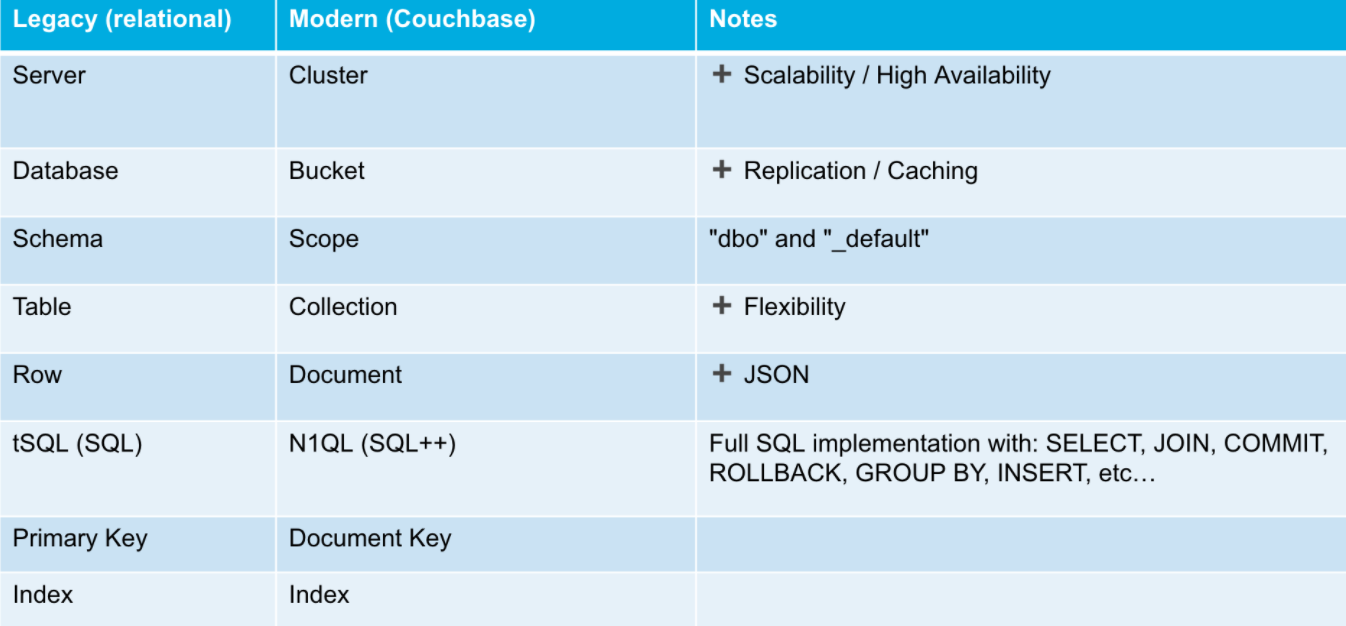 Legacy (relational) Modern (Couchbase) Notes
Server Cluster + Scalability / High Availability
Database Bucket + Replication / Caching
Schema Scope "dbo" and "_default"
Table Collection + Flexibility
Row Document + JSON
tSQL (SQL) N1QL (SQL++) Full SQL implementation with: SELECT, JOIN, COMMIT,
ROLLBACK, GROUP BY, INSERT, etc…
Primary Key Document Key
Index Index